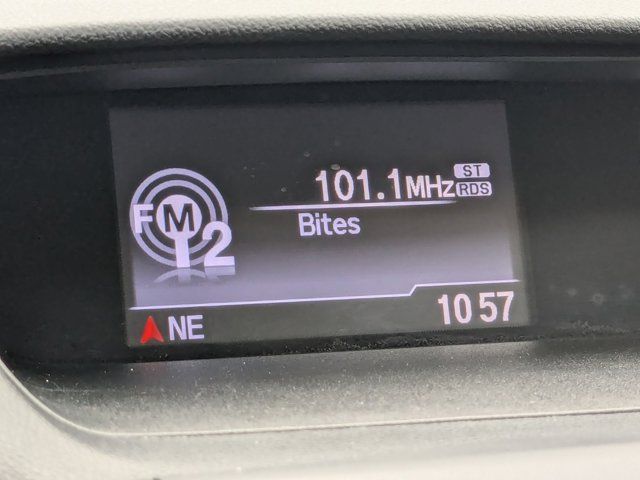 101.1MHz ST
RDS
FM2
Bites
NE 10 57